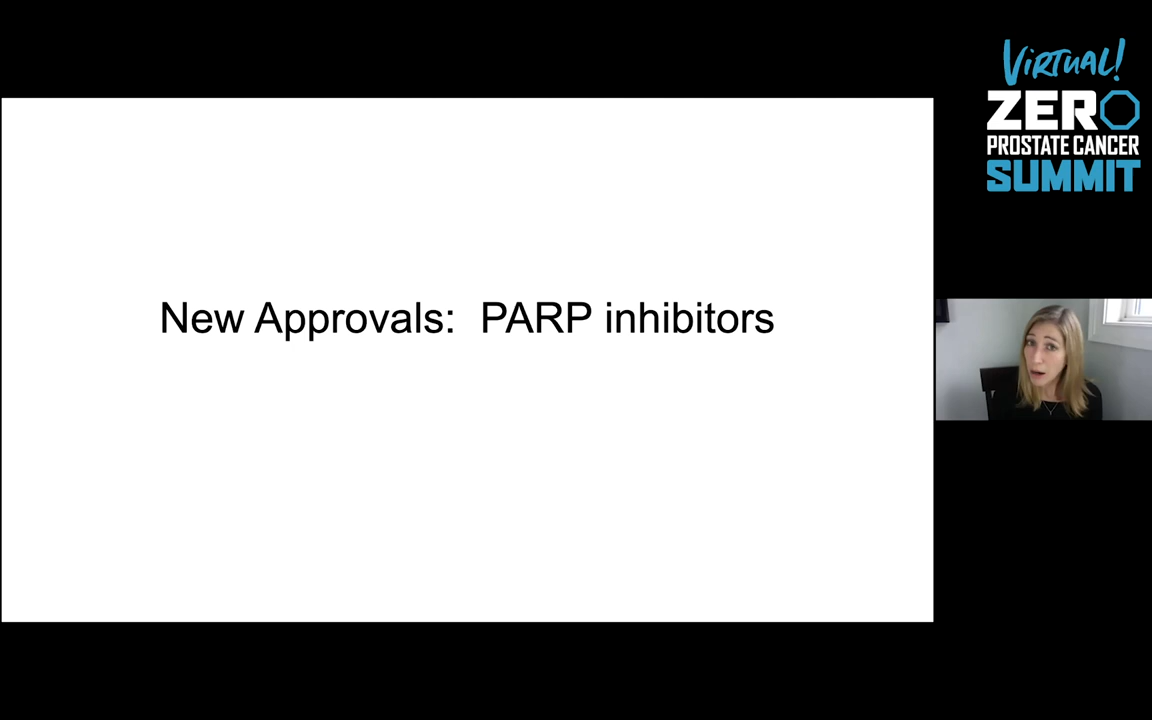 New Approvals:  PARP inhibitors
Virtual!
ZERO
PROSTATE CANCER
SUMMIT